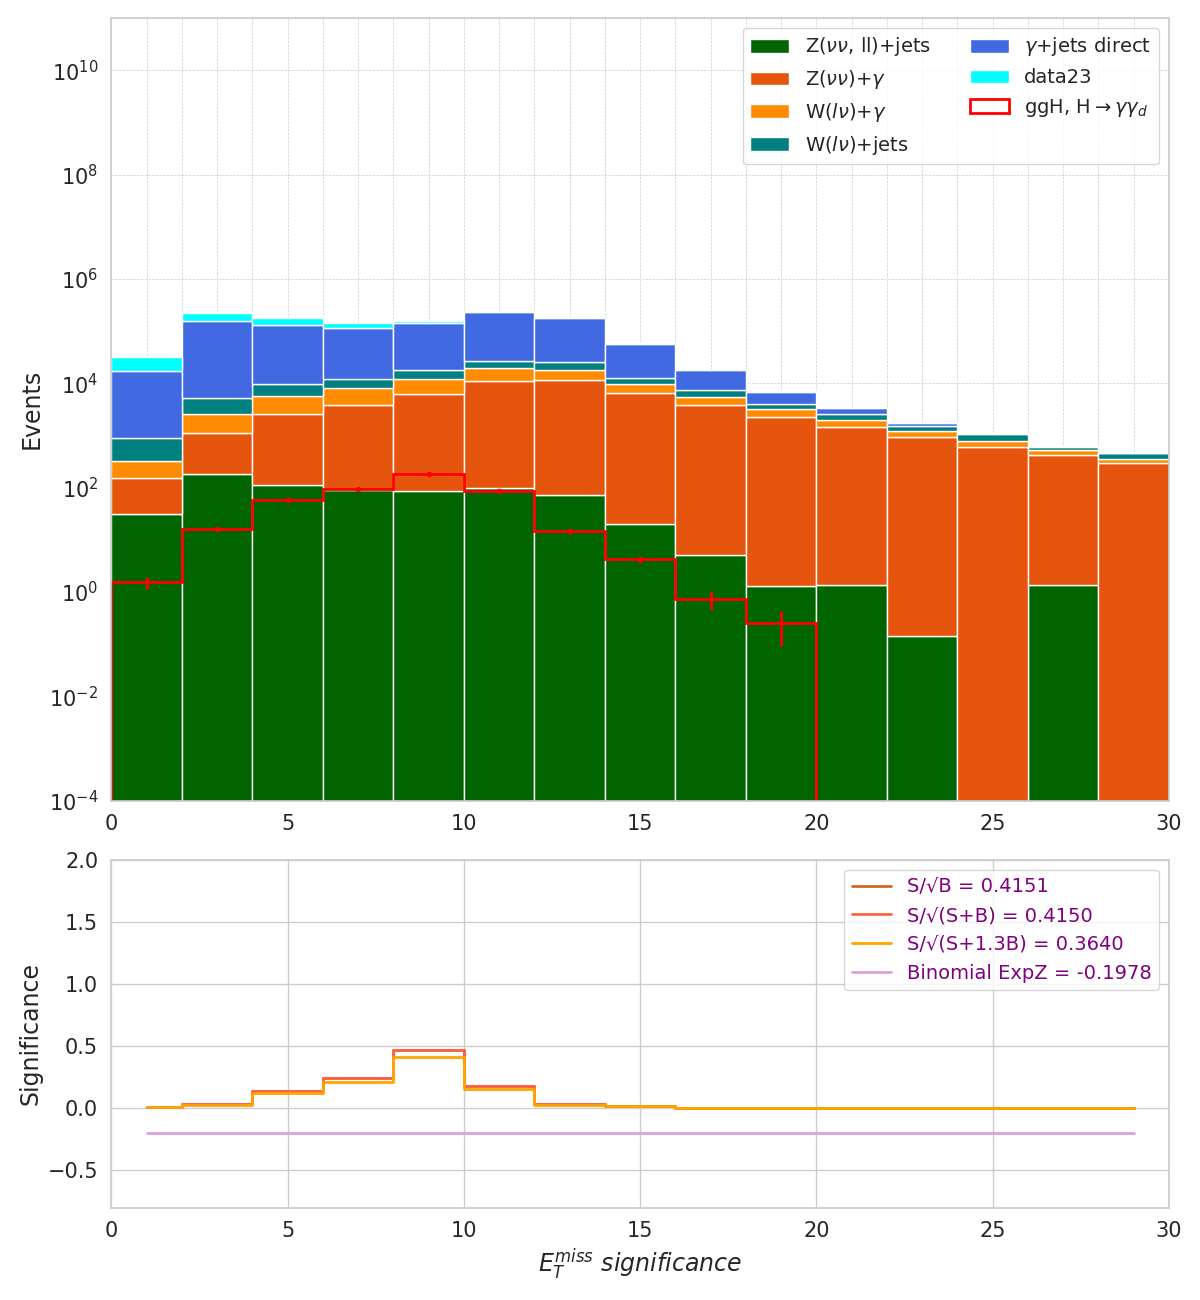 Events
10^10
10^8
10^6
10^4
10^2
10^0
10^−2
10^−4
Z(νν, ll)+jets
Z(νν)+γ
W(lν)+γ
W(lν)+jets
γ+jets direct
data23
ggH, H→γγ_d
0 5 10 15 20 25 30
Significance
2.0
1.5
1.0
0.5
0.0
−0.5
S/√B = 0.4151
S/√(S+B) = 0.4150
S/√(S+1.3B) = 0.3640
Binomial ExpZ = -0.1978
0 5 10 15 20 25 30
E_T^miss significance